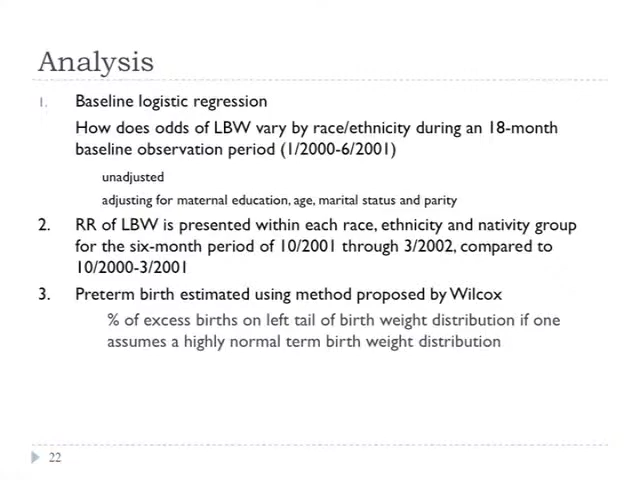 Analysis
1. Baseline logistic regression
How does odds of LBW vary by race/ethnicity during an 18-month
baseline observation period (1/2000-6/2001)
unadjusted
adjusting for maternal education, age, marital status and parity
2. RR of LBW is presented within each race, ethnicity and nativity group
for the six-month period of 10/2001 through 3/2002, compared to
10/2000-3/2001
3. Preterm birth estimated using method proposed by Wilcox
% of excess births on left tail of birth weight distribution if one
assumes a highly normal term birth weight distribution
22